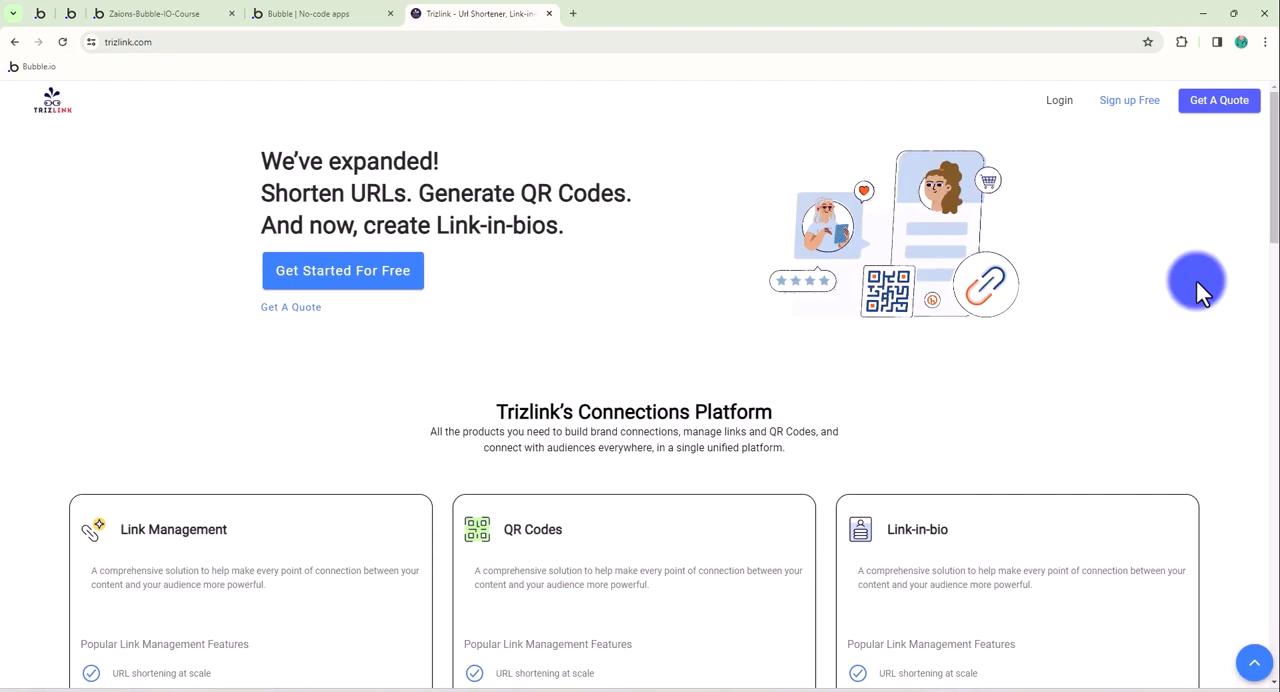 Zaions-Bubble-IO-Course
Bubble | No-code apps
Trizlink - Url Shortener, Link-in-
trizlink.com
Bubble.io
TRIZLINK
Login
Sign up Free
Get A Quote
We've expanded!
Shorten URLs. Generate QR Codes.
And now, create Link-in-bios.
Get Started For Free
Get A Quote
Trizlink's Connections Platform
All the products you need to build brand connections, manage links and QR Codes, and
connect with audiences everywhere, in a single unified platform.
Link Management
A comprehensive solution to help make every point of connection between your
content and your audience more powerful.
Popular Link Management Features
URL shortening at scale
QR Codes
A comprehensive solution to help make every point of connection between your
content and your audience more powerful.
Popular Link Management Features
URL shortening at scale
Link-in-bio
A comprehensive solution to help make every point of connection between your
content and your audience more powerful.
Popular Link Management Features
URL shortening at scale